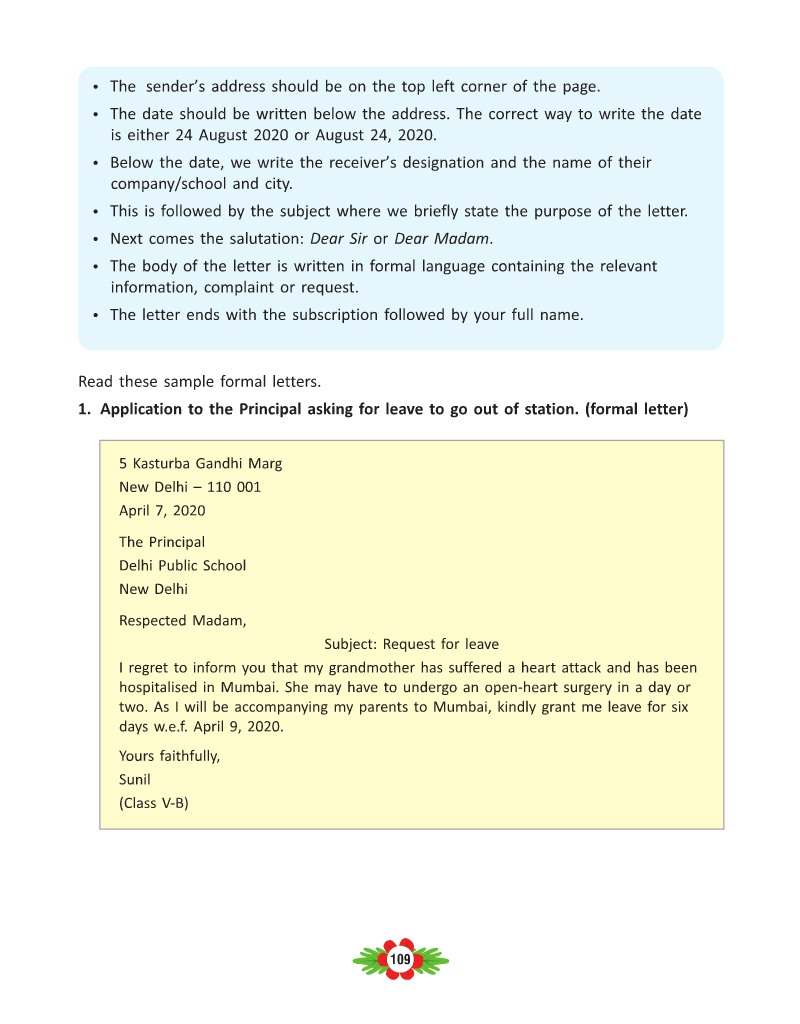 • The sender's address should be on the top left corner of the page.
• The date should be written below the address. The correct way to write the date
is either 24 August 2020 or August 24, 2020.
• Below the date, we write the receiver's designation and the name of their
company/school and city.
• This is followed by the subject where we briefly state the purpose of the letter.
• Next comes the salutation: Dear Sir or Dear Madam.
• The body of the letter is written in formal language containing the relevant
information, complaint or request.
• The letter ends with the subscription followed by your full name.
Read these sample formal letters.
1. Application to the Principal asking for leave to go out of station. (formal letter)
5 Kasturba Gandhi Marg
New Delhi – 110 001
April 7, 2020
The Principal
Delhi Public School
New Delhi
Respected Madam,
Subject: Request for leave
I regret to inform you that my grandmother has suffered a heart attack and has been
hospitalised in Mumbai. She may have to undergo an open-heart surgery in a day or
two. As I will be accompanying my parents to Mumbai, kindly grant me leave for six
days w.e.f. April 9, 2020.
Yours faithfully,
Sunil
(Class V-B)
109